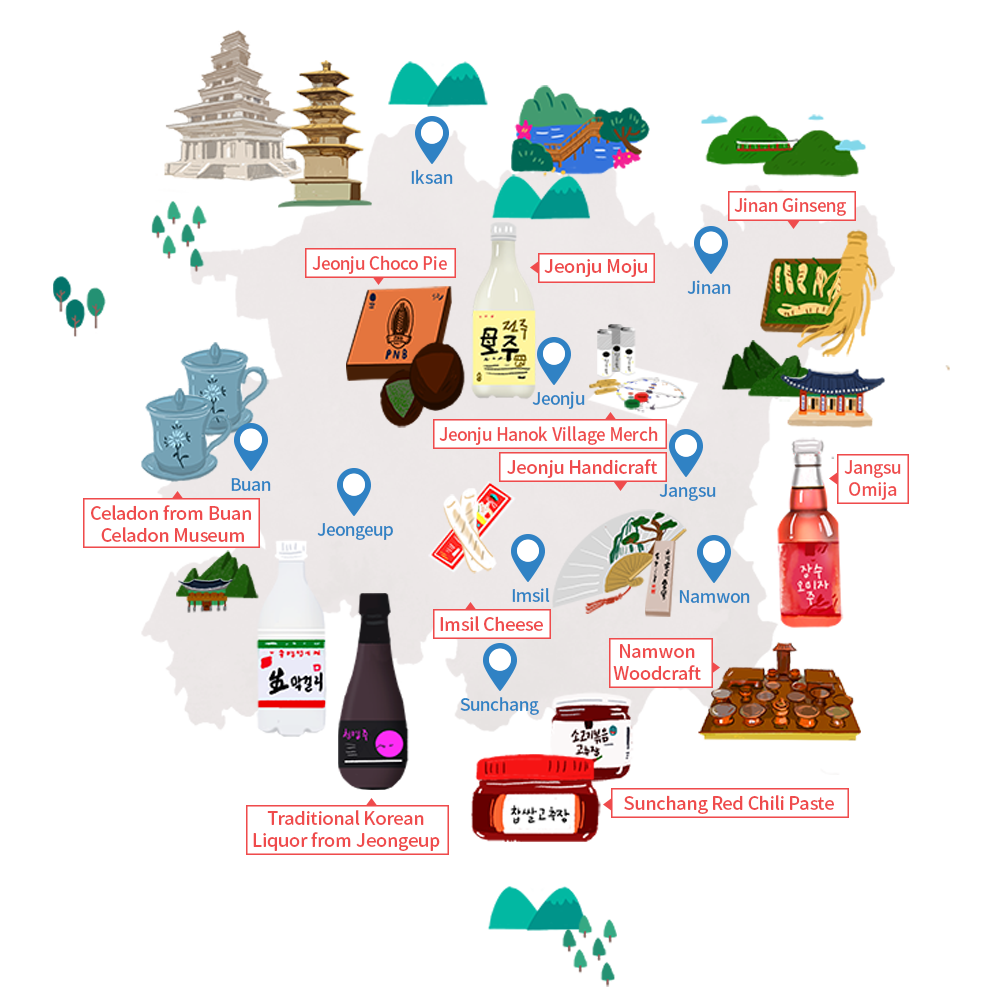 Iksan
Jinan Ginseng
Jeonju Choco Pie
Jeonju Moju
Jinan
PNB
전주
母주
Jeonju
Jeonju Hanok Village Merch
Jeonju Handicraft
Jangsu
Jangsu
Omija
Buan
Celadon from Buan
Celadon Museum
Jeongeup
Imsil
Namwon
장수
오미자
주
Imsil Cheese
Namwon
Woodcraft
生막걸리
Sunchang
소고기볶음
고추장
찹쌀고추장
Sunchang Red Chili Paste
Traditional Korean
Liquor from Jeongeup